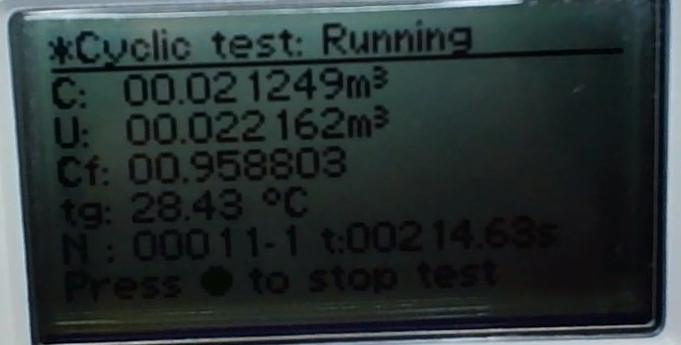 *Cyclic test: Running
C: 00.021249m³
U: 00.022162m³
Cf: 00.958803
tg: 28.43 °C
N : 00011-1 t:00214.63s
Press ● to stop test